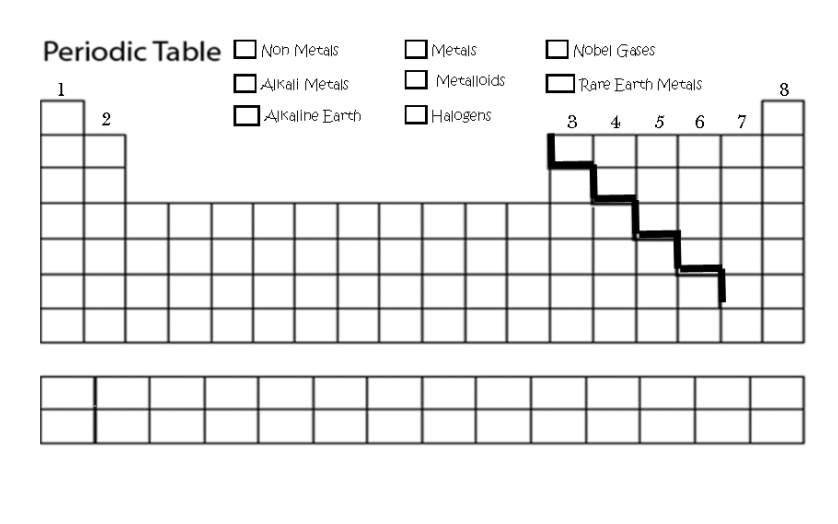 Periodic Table
Non Metals
Metals
Nobel Gases
Alkali Metals
Metalloids
Rare Earth Metals
Alkaline Earth
Halogens
1
2
3 4 5 6 7
8